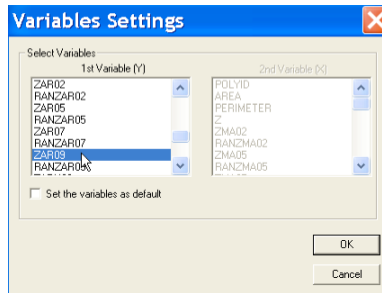 Variables Settings
Select Variables
1st Variable (Y)
ZAR02
RANZAR02
ZAR05
RANZAR05
ZAR07
RANZAR07
ZAR09
RANZAR09
2nd Variable (X)
POLYID
AREA
PERIMETER
Z
ZMA02
RANZMA02
ZMA05
RANZMA05
Set the variables as default
OK
Cancel